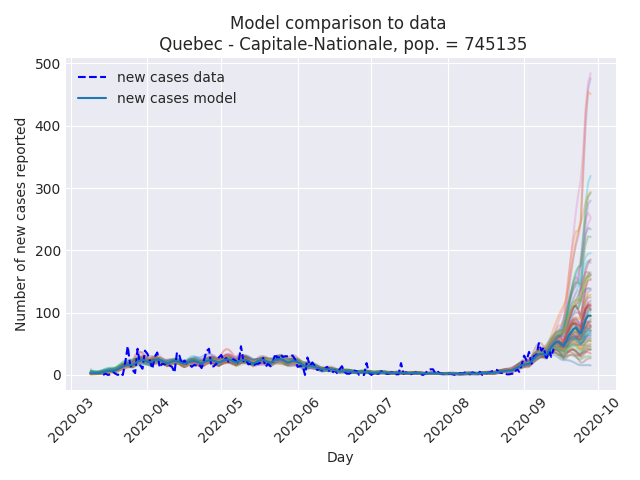 Model comparison to data
Quebec - Capitale-Nationale, pop. = 745135
new cases data
new cases model
Number of new cases reported
500
400
300
200
100
0
2020-03
2020-04
2020-05
2020-06
2020-07
2020-08
2020-09
2020-10
Day